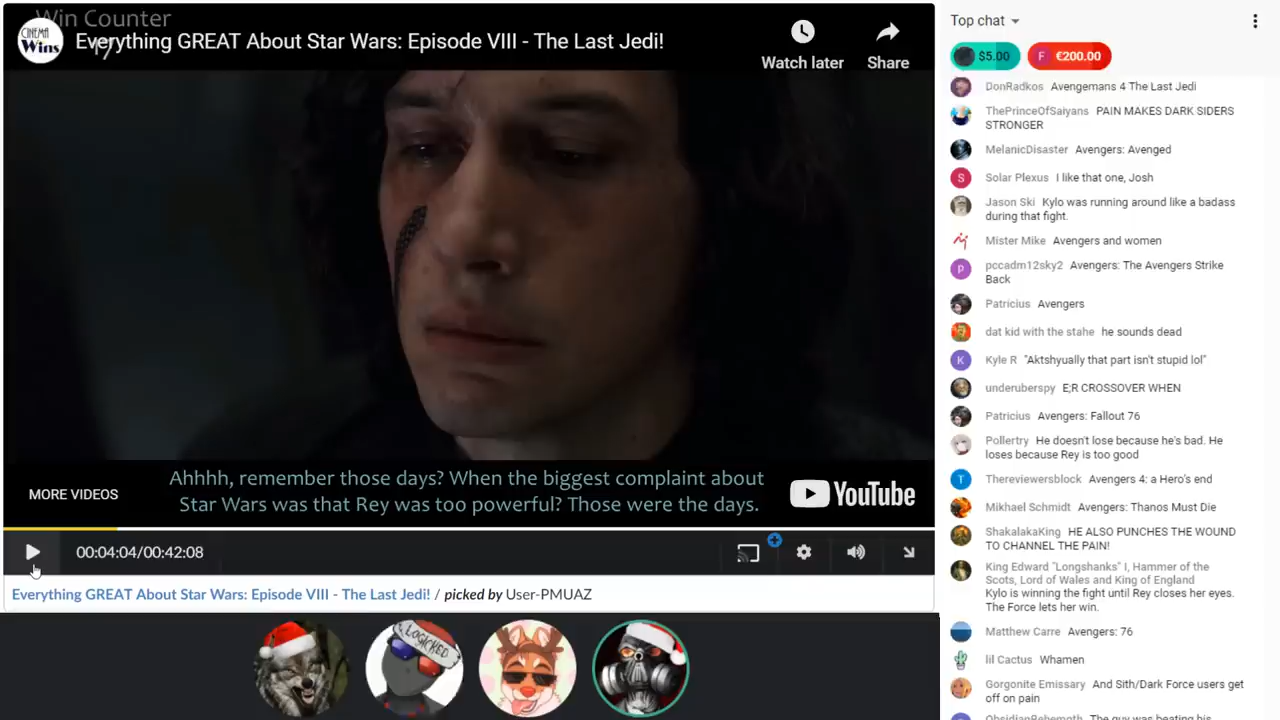 Win Counter
17
CINEMA
Wins
Everything GREAT About Star Wars: Episode VIII - The Last Jedi!
Watch later
Share
MORE VIDEOS
Ahhhh, remember those days? When the biggest complaint about
Star Wars was that Rey was too powerful? Those were the days.
YouTube
00:04:04/00:42:08
Everything GREAT About Star Wars: Episode VIII - The Last Jedi! / picked by User-PMUAZ
LOGICKED
Top chat
$5.00
F €200.00
DonRadkos Avengemans 4 The Last Jedi
ThePrinceOfSaiyans PAIN MAKES DARK SIDERS
STRONGER
MelanicDisaster Avengers: Avenged
S Solar Plexus I like that one, Josh
Jason Ski Kylo was running around like a badass
during that fight.
Mister Mike Avengers and women
P pccadm12sky2 Avengers: The Avengers Strike
Back
Patricius Avengers
dat kid with the stahe he sounds dead
K Kyle R "Aktshyually that part isn't stupid lol"
underuberspy E;R CROSSOVER WHEN
Patricius Avengers: Fallout 76
Pollertry He doesn't lose because he's bad. He
loses because Rey is too good
T Thereviewersblock Avengers 4: a Hero's end
Mikhael Schmidt Avengers: Thanos Must Die
ShakalakaKing HE ALSO PUNCHES THE WOUND
TO CHANNEL THE PAIN!
King Edward "Longshanks" I, Hammer of the
Scots, Lord of Wales and King of England
Kylo is winning the fight until Rey closes her eyes.
The Force lets her win.
Matthew Carre Avengers: 76
lil Cactus Whamen
Gorgonite Emissary And Sith/Dark Force users get
off on pain
ObsidianBehemoth The guy was beating his